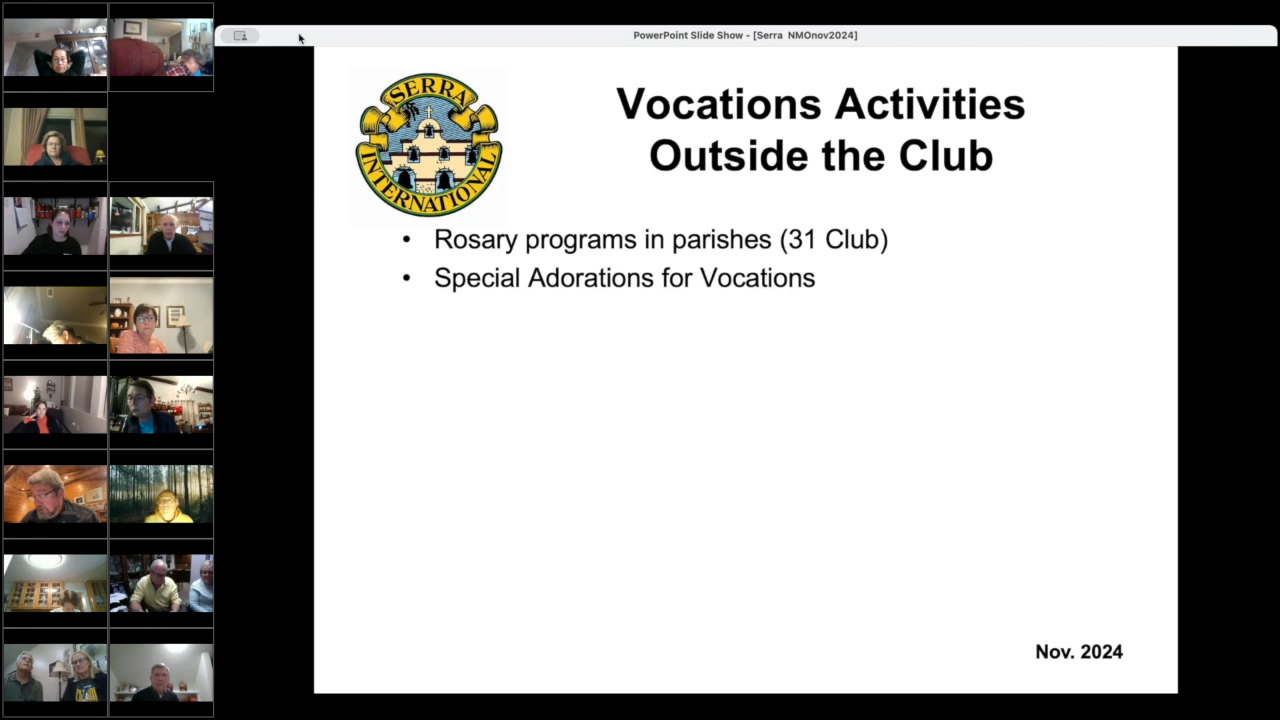 PowerPoint Slide Show - [Serra NMOnov2024]
SERRA
INTERNATIONAL
Vocations Activities
Outside the Club
• Rosary programs in parishes (31 Club)
• Special Adorations for Vocations
Nov. 2024